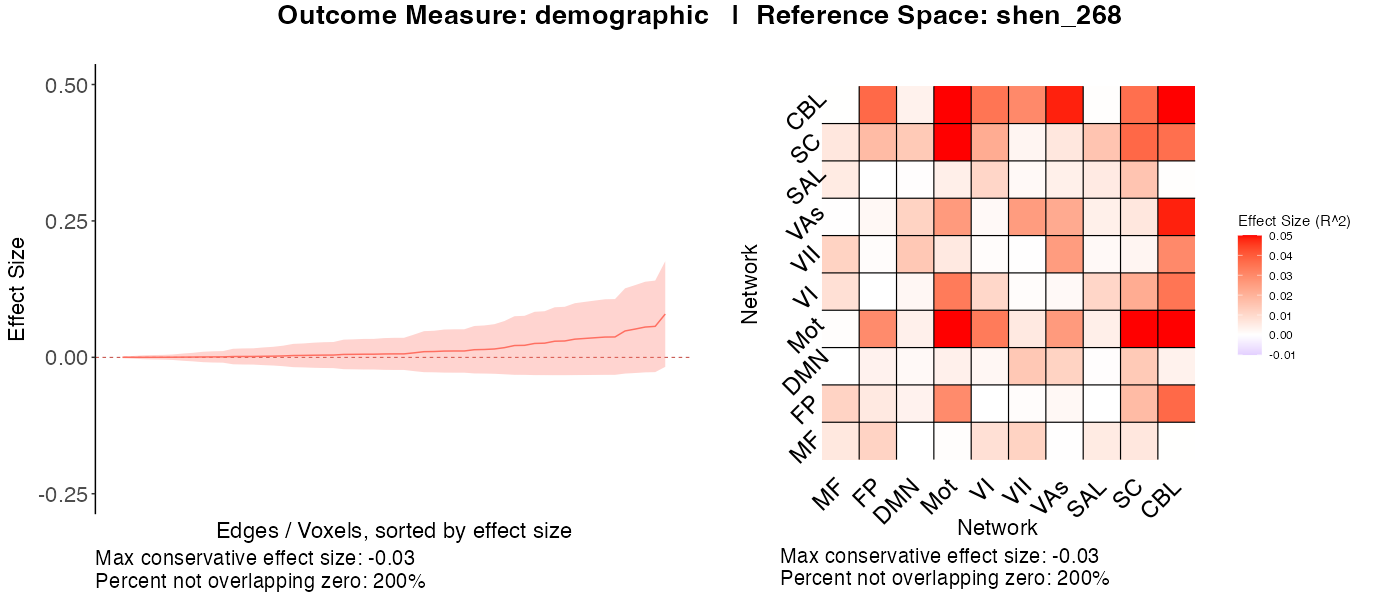 Outcome Measure: demographic | Reference Space: shen_268
0.50
0.25
0.00
-0.25
Effect Size
Edges / Voxels, sorted by effect size
Max conservative effect size: -0.03
Percent not overlapping zero: 200%
Network
CBL
SC
SAL
VAs
VII
VI
Mot
DMN
FP
MF
MF
FP
DMN
Mot
VI
VII
VAs
SAL
SC
CBL
Network
Max conservative effect size: -0.03
Percent not overlapping zero: 200%
Effect Size (R^2)
0.05
0.04
0.03
0.02
0.01
0.00
-0.01